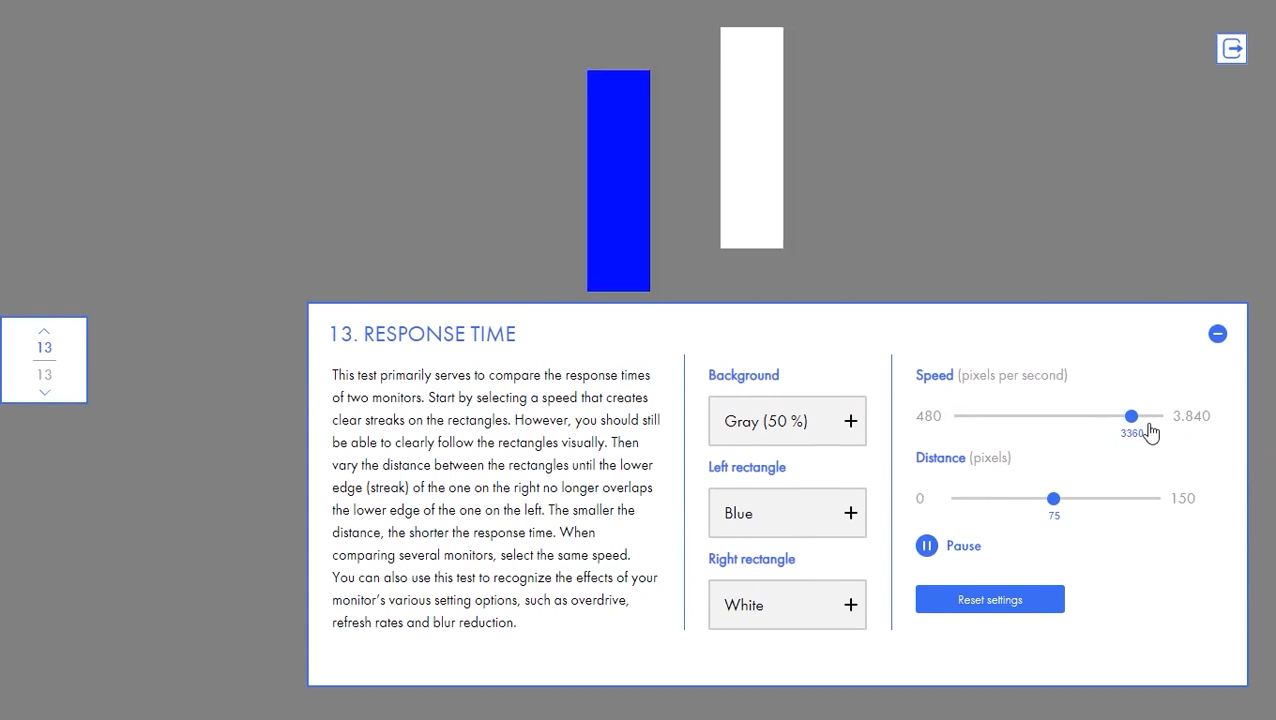 13
13
13. RESPONSE TIME
This test primarily serves to compare the response times
of two monitors. Start by selecting a speed that creates
clear streaks on the rectangles. However, you should still
be able to clearly follow the rectangles visually. Then
vary the distance between the rectangles until the lower
edge (streak) of the one on the right no longer overlaps
the lower edge of the one on the left. The smaller the
distance, the shorter the response time. When
comparing several monitors, select the same speed.
You can also use this test to recognize the effects of your
monitor's various setting options, such as overdrive,
refresh rates and blur reduction.
Background
Gray (50 %)
Left rectangle
Blue
Right rectangle
White
Speed (pixels per second)
480 3.840
3360
Distance (pixels)
0 150
75
Pause
Reset settings